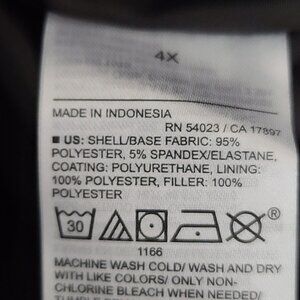 4X
MADE IN INDONESIA
RN 54023 / CA 17897
■ US: SHELL/BASE FABRIC: 95%
POLYESTER, 5% SPANDEX/ELASTANE,
COATING: POLYURETHANE, LINING:
100% POLYESTER, FILLER: 100%
POLYESTER
30
®
1166
MACHINE WASH COLD/ WASH AND DRY
WITH LIKE COLORS/ ONLY NON-
CHLORINE BLEACH WHEN NEEDED/